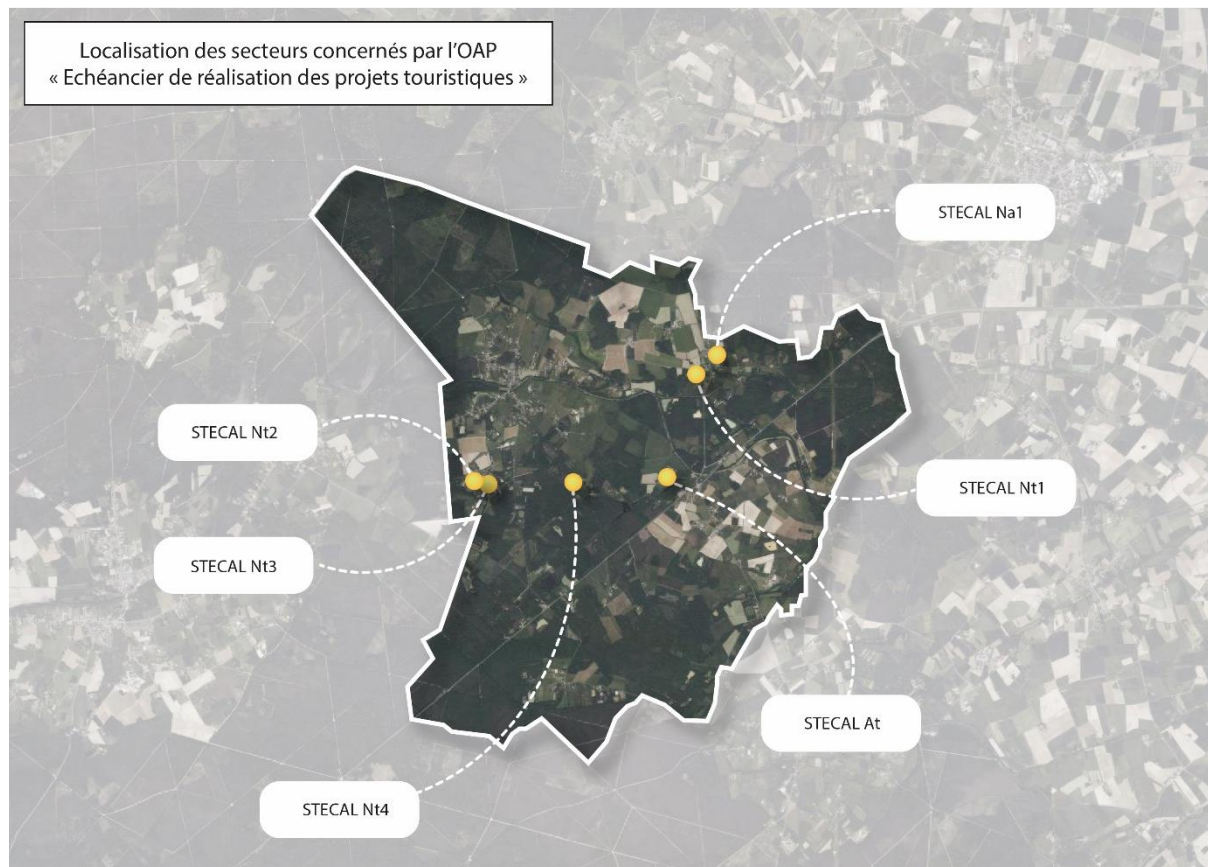 Localisation des secteurs concernés par l’OAP
« Echéancier de réalisation des projets touristiques »
STECAL Na1
STECAL Nt2
STECAL Nt1
STECAL Nt3
STECAL At
STECAL Nt4